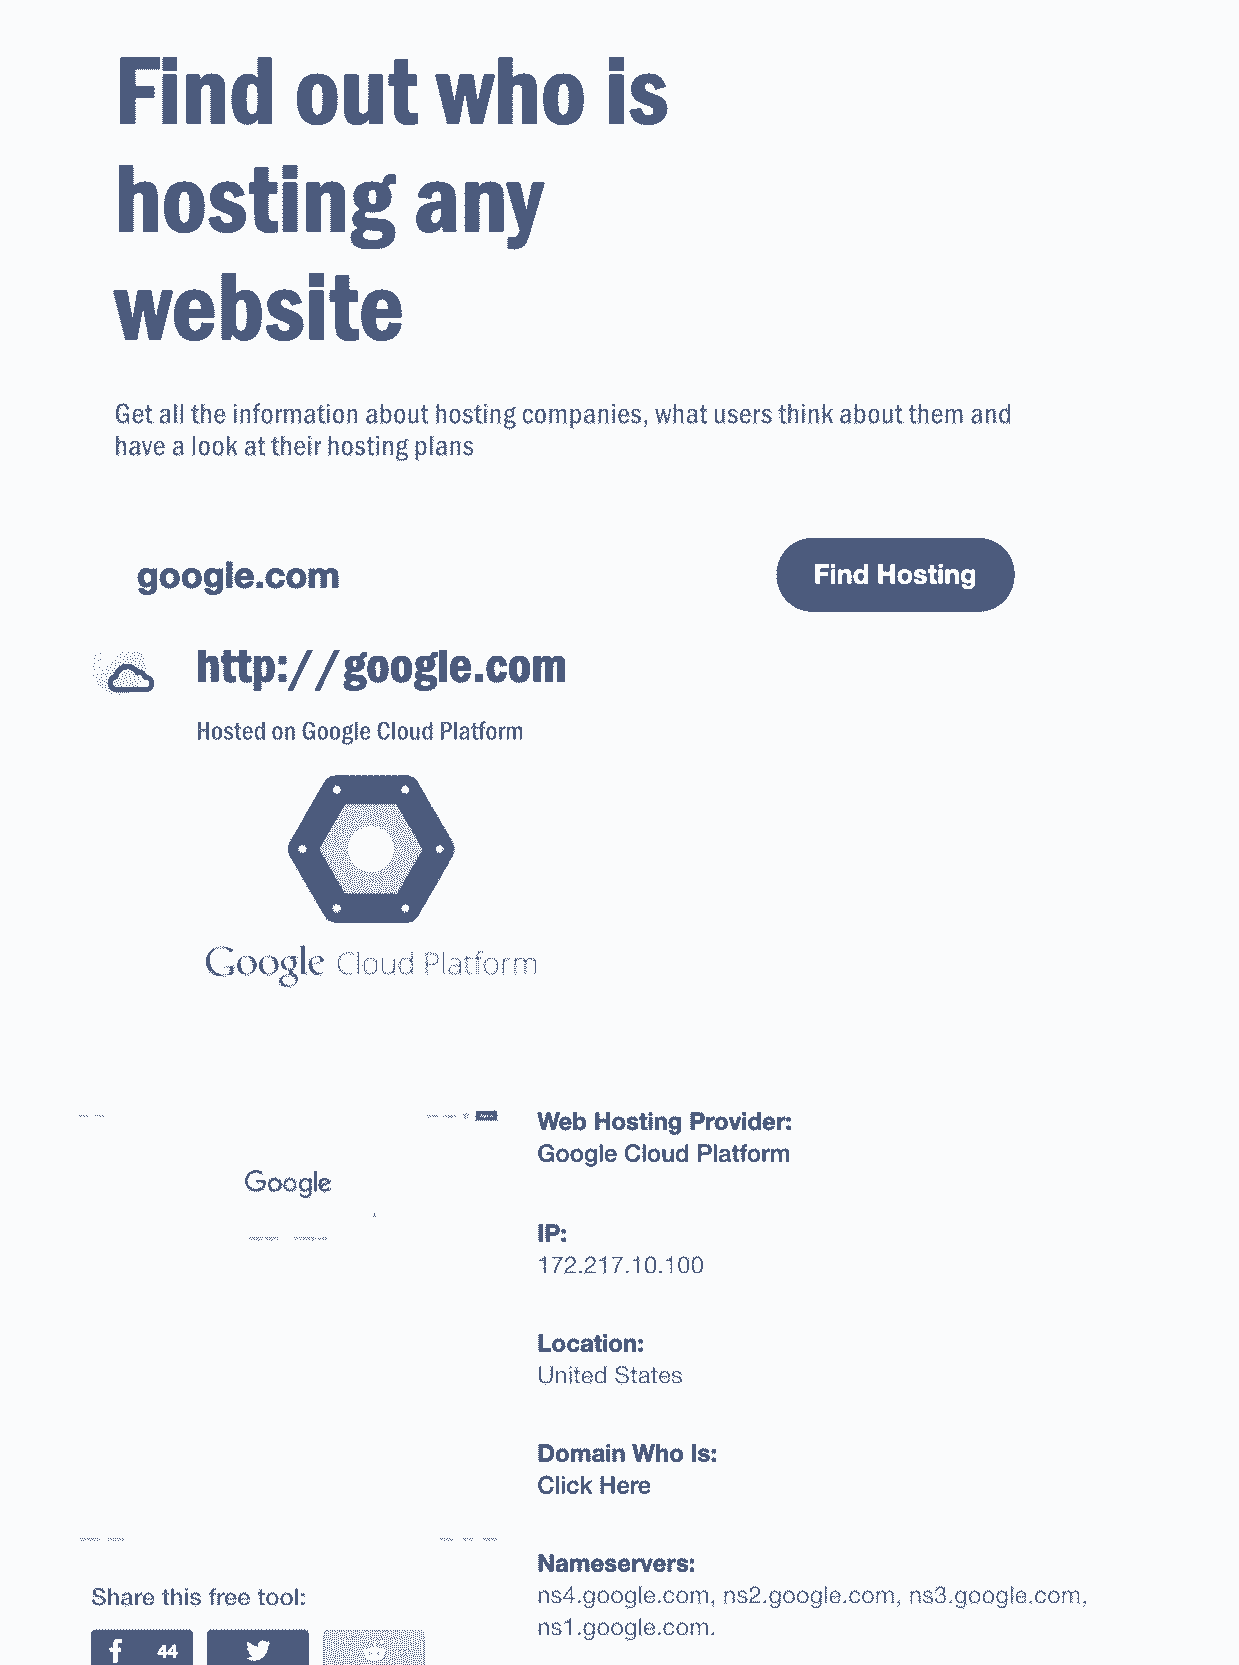 Find out who is
hosting any
website
Get all the information about hosting companies, what users think about them and
have a look at their hosting plans
google.com
Find Hosting
http://google.com
Hosted on Google Cloud Platform
Google Cloud Platform
Google
Web Hosting Provider:
Google Cloud Platform
IP:
172.217.10.100
Location:
United States
Domain Who Is:
Click Here
Nameservers:
ns4.google.com, ns2.google.com, ns3.google.com,
ns1.google.com.
Share this free tool:
44